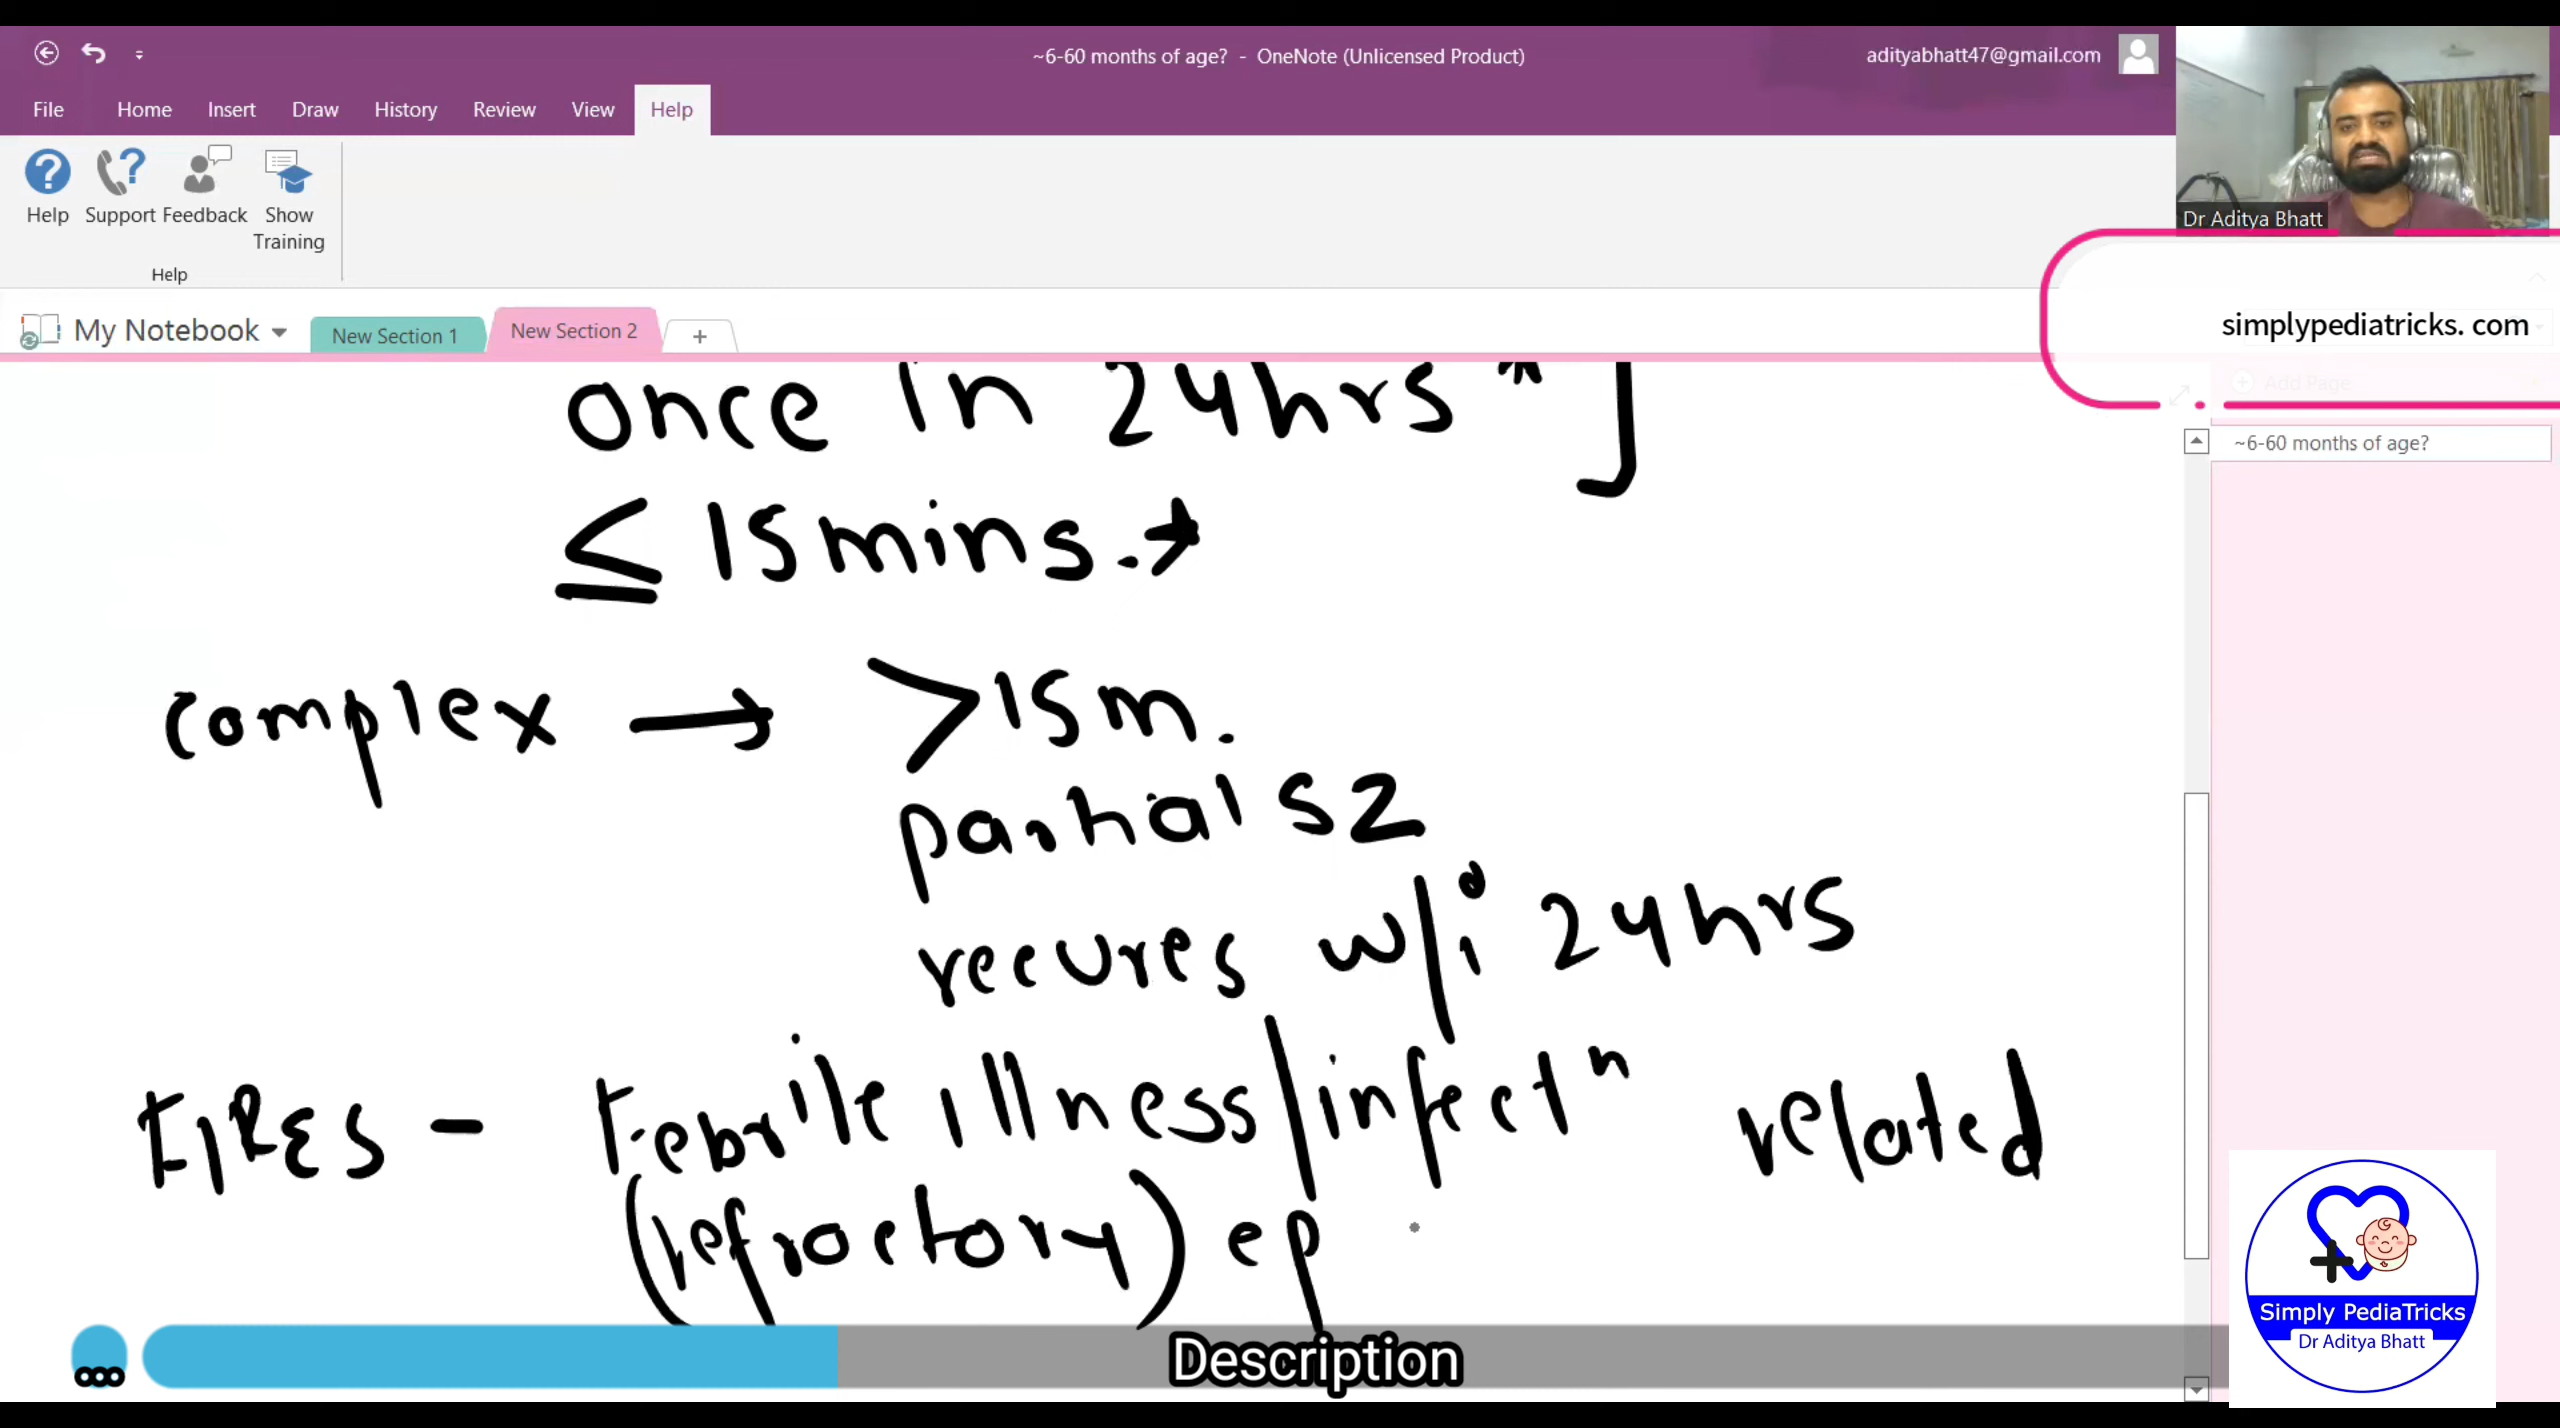 ~6-60 months of age? - OneNote (Unlicensed Product)
adityabhatt47@gmail.com
File Home Insert Draw History Review View Help
Help Support Feedback Show Training
Help
Dr Aditya Bhatt
simplypediatricks. com
My Notebook New Section 1 New Section 2 +
Add Page
~6-60 months of age?
once in 24hrs *]
≤ 15mins. →
complex → >15m.
partial SZ
recures w/i 24hrs
FIRES - Febrile illness/infectⁿ related
(refractory) ep
Simply PediaTricks
Dr Aditya Bhatt
Description